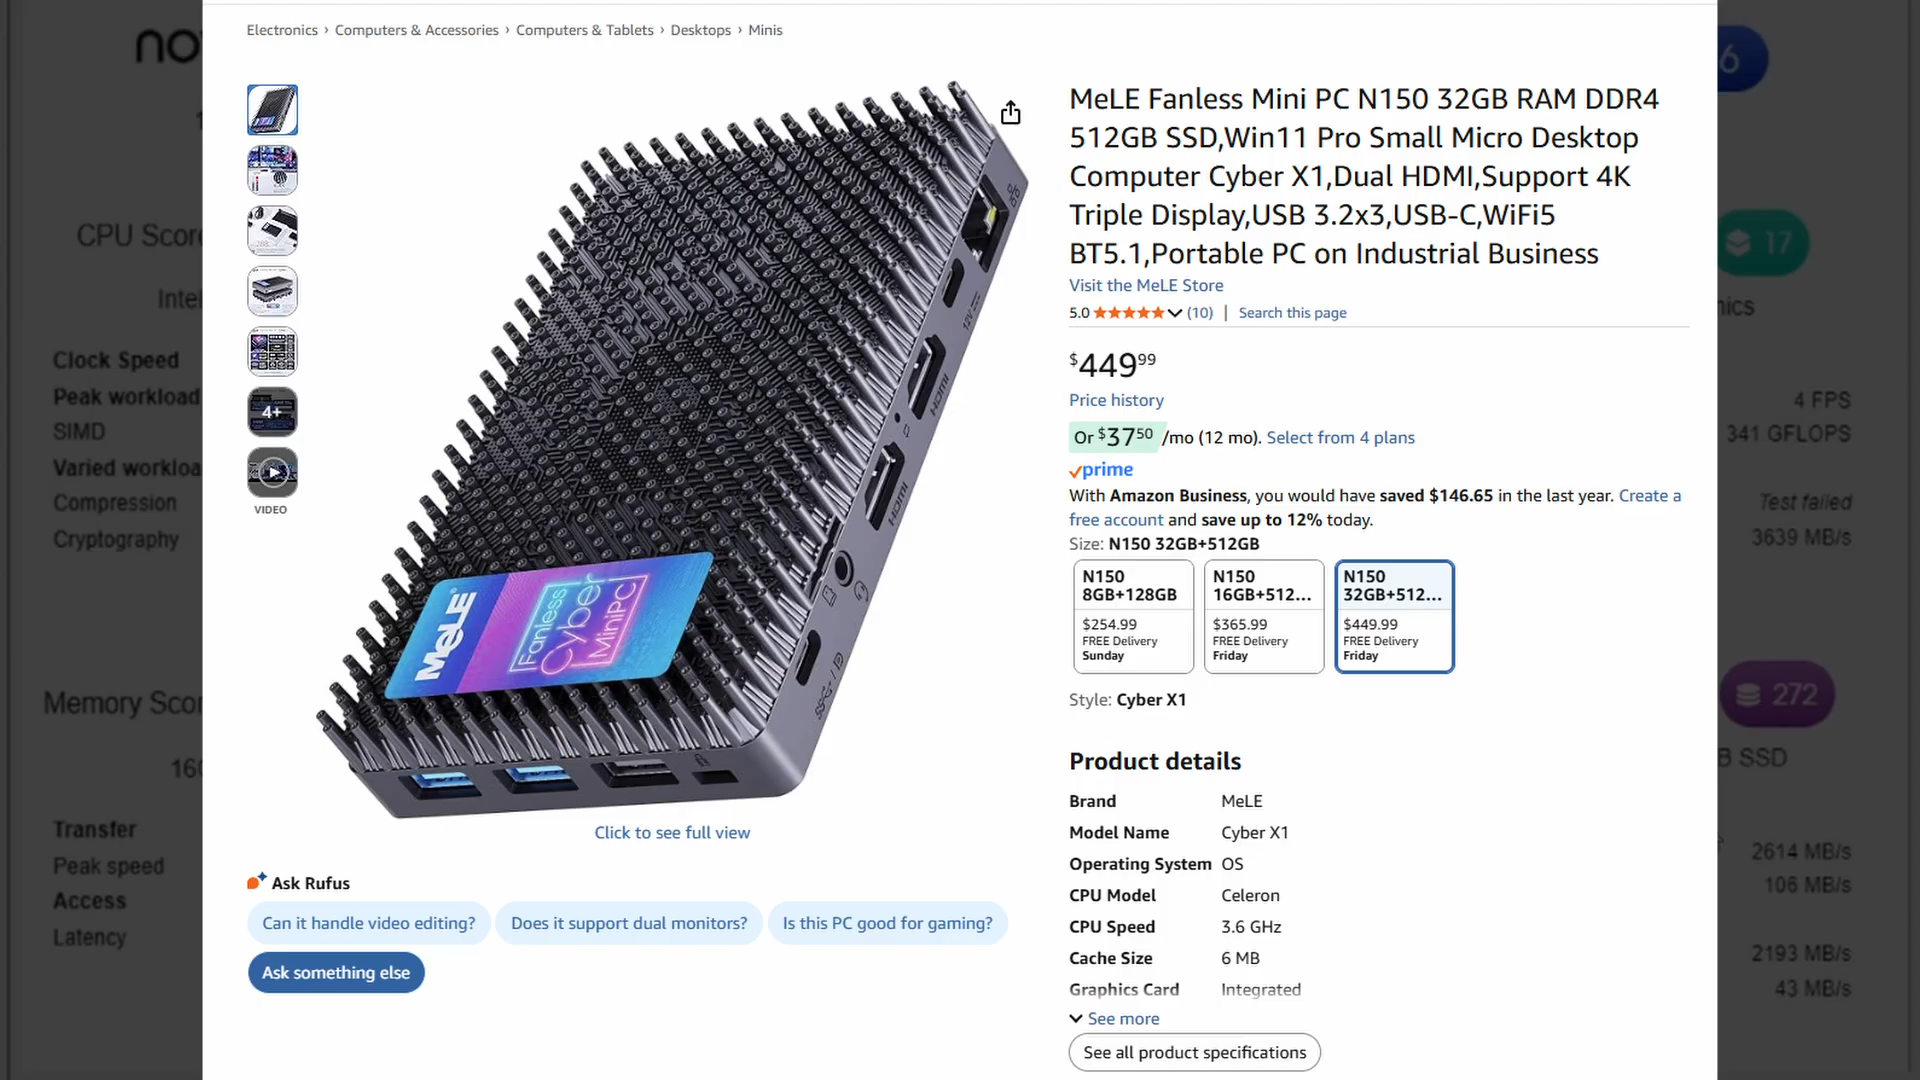 Electronics › Computers & Accessories › Computers & Tablets › Desktops › Minis
MeLE Fanless Mini PC N150 32GB RAM DDR4
512GB SSD,Win11 Pro Small Micro Desktop
Computer Cyber X1,Dual HDMI,Support 4K
Triple Display,USB 3.2x3,USB-C,WiFi5
BT5.1,Portable PC on Industrial Business
Visit the MeLE Store
5.0 (10) | Search this page
$449.99
Price history
Or $37.50 /mo (12 mo). Select from 4 plans
prime
With Amazon Business, you would have saved $146.65 in the last year. Create a
free account and save up to 12% today.
Size: N150 32GB+512GB
N150
8GB+128GB
$254.99
FREE Delivery
Sunday
N150
16GB+512...
$365.99
FREE Delivery
Friday
N150
32GB+512...
$449.99
FREE Delivery
Friday
Style: Cyber X1
Product details
Brand MeLE
Model Name Cyber X1
Operating System OS
CPU Model Celeron
CPU Speed 3.6 GHz
Cache Size 6 MB
Graphics Card Integrated
See more
See all product specifications
4+
VIDEO
12V
HDMI
HDMI
MeLE
Fanless
Cyber
MiniPC
Click to see full view
Ask Rufus
Can it handle video editing?
Does it support dual monitors?
Is this PC good for gaming?
Ask something else
CPU Score
Clock Speed
Peak workload
SIMD
Compression
Cryptography
Memory
Transfer
Peak speed
Access
Latency
6
17
4 FPS
341 GFLOPS
Test failed
3639 MB/s
272
SSD
2614 MB/s
106 MB/s
2193 MB/s
43 MB/s